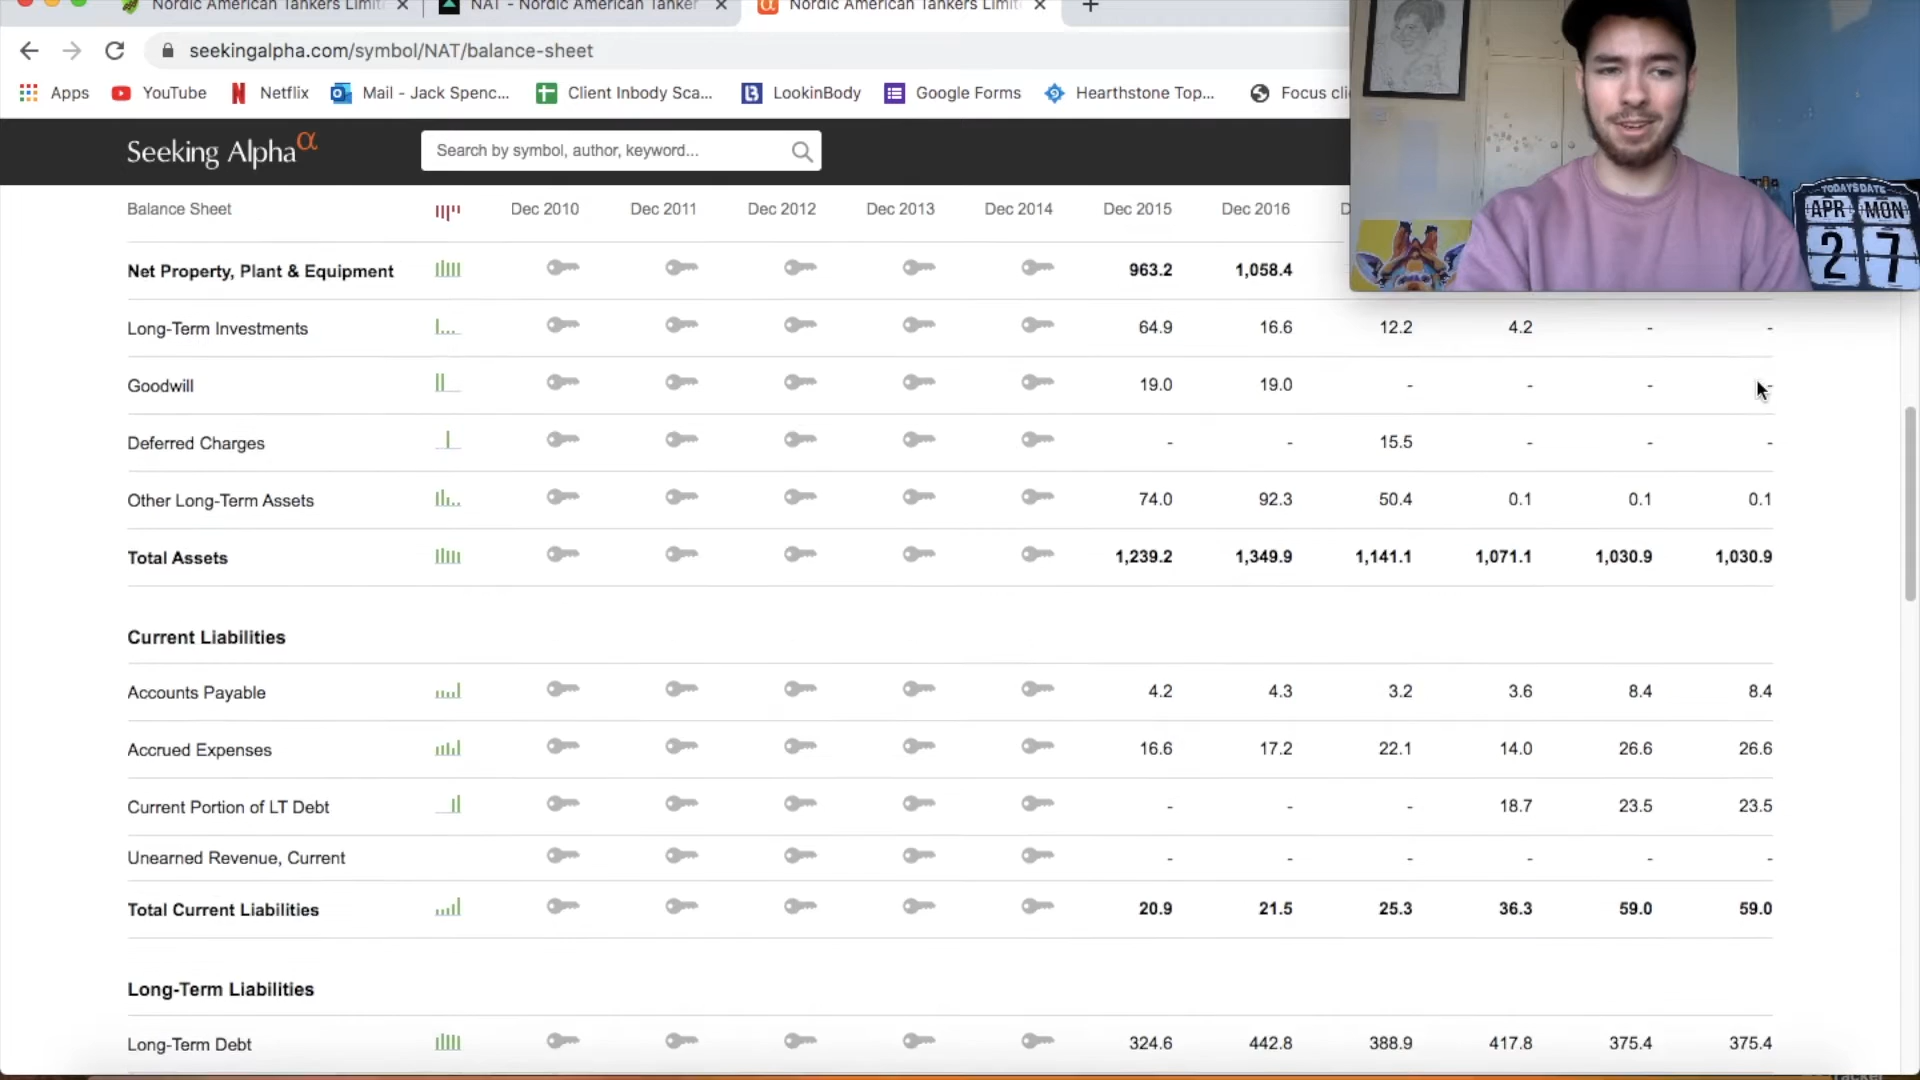 Nordic American Tankers Limit
NAT - Nordic American Tanker
Nordic American Tankers Limit
seekingalpha.com/symbol/NAT/balance-sheet
Apps YouTube Netflix Mail - Jack Spenc... Client Inbody Sca... LookinBody Google Forms Hearthstone Top... Focus cli
Seeking Alpha α
Search by symbol, author, keyword...
TODAYS DATE
APR MON
2 7
Balance Sheet Dec 2010 Dec 2011 Dec 2012 Dec 2013 Dec 2014 Dec 2015 Dec 2016 D
Net Property, Plant & Equipment 963.2 1,058.4
Long-Term Investments 64.9 16.6 12.2 4.2 - -
Goodwill 19.0 19.0 - - - -
Deferred Charges - - 15.5 - - -
Other Long-Term Assets 74.0 92.3 50.4 0.1 0.1 0.1
Total Assets 1,239.2 1,349.9 1,141.1 1,071.1 1,030.9 1,030.9
Current Liabilities
Accounts Payable 4.2 4.3 3.2 3.6 8.4 8.4
Accrued Expenses 16.6 17.2 22.1 14.0 26.6 26.6
Current Portion of LT Debt - - - 18.7 23.5 23.5
Unearned Revenue, Current - - - - - -
Total Current Liabilities 20.9 21.5 25.3 36.3 59.0 59.0
Long-Term Liabilities
Long-Term Debt 324.6 442.8 388.9 417.8 375.4 375.4